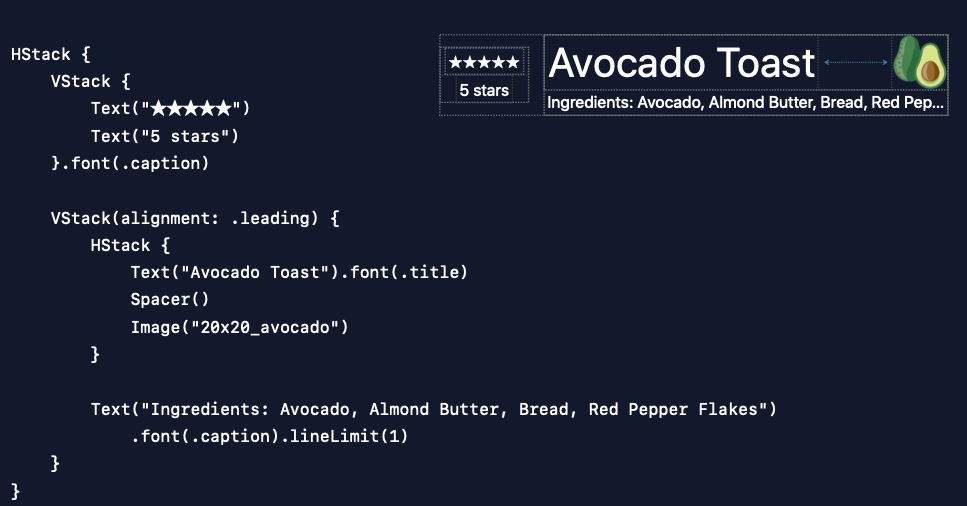 HStack {
    VStack {
        Text("★★★★★")
        Text("5 stars")
    }.font(.caption)

    VStack(alignment: .leading) {
        HStack {
            Text("Avocado Toast").font(.title)
            Spacer()
            Image("20x20_avocado")
        }

        Text("Ingredients: Avocado, Almond Butter, Bread, Red Pepper Flakes")
            .font(.caption).lineLimit(1)
    }
}
★★★★★
5 stars
Avocado Toast
Ingredients: Avocado, Almond Butter, Bread, Red Pep...